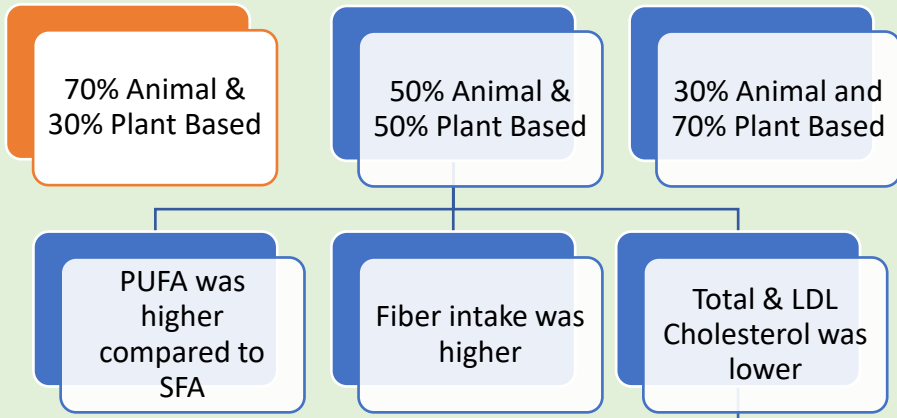 70% Animal &
30% Plant Based
50% Animal &
50% Plant Based
30% Animal and
70% Plant Based
PUFA was
higher
compared to
SFA
Fiber intake was
higher
Total & LDL
Cholesterol was
lower